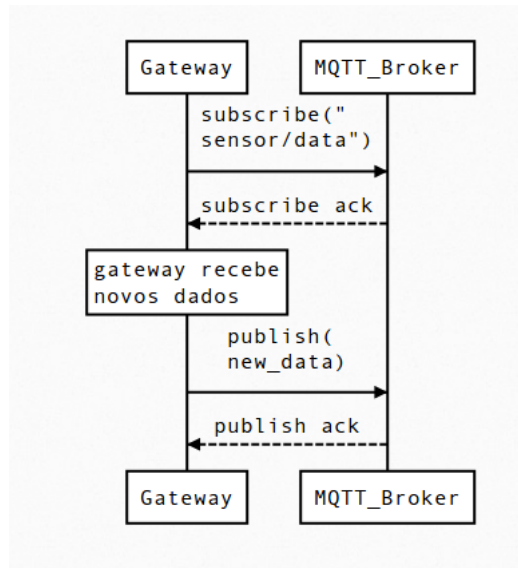 Gateway
MQTT_Broker
subscribe("
sensor/data")
subscribe ack
gateway recebe
novos dados
publish(
new_data)
publish ack
Gateway
MQTT_Broker